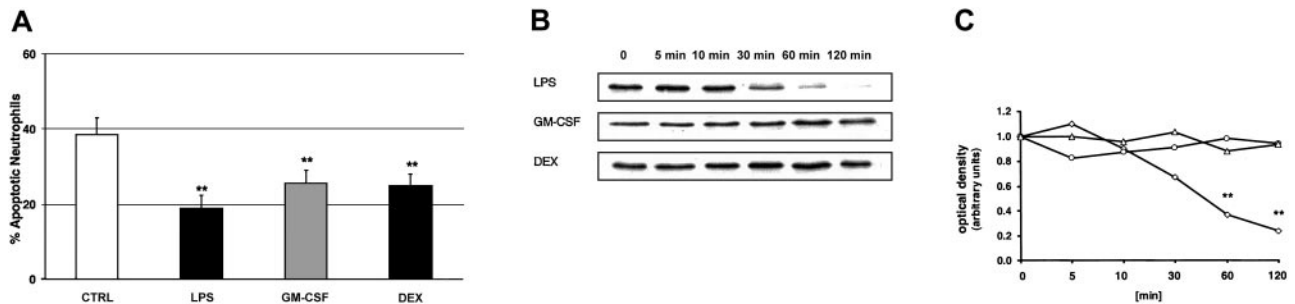 A
% Apoptotic Neutrophils
60
40
20
0
**
**
**
CTRL LPS GM-CSF DEX
B
0 5 min 10 min 30 min 60 min 120 min
LPS
GM-CSF
DEX
C
optical density
(arbitrary units)
1.2
1.0
0.8
0.6
0.4
0.2
0.0
**
**
0 5 10 30 60 120
[min]